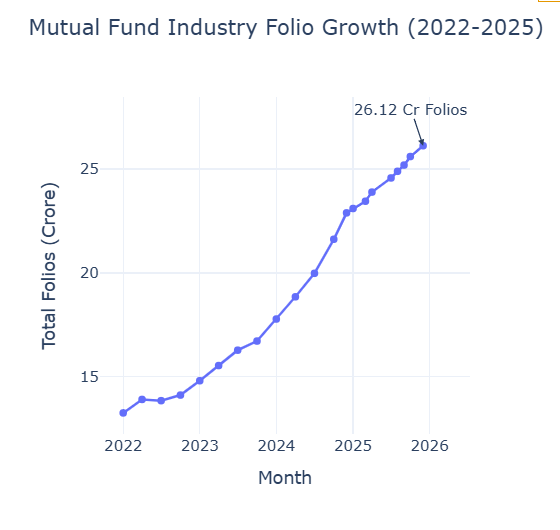 Mutual Fund Industry Folio Growth (2022-2025)
26.12 Cr Folios
Total Folios (Crore)
25
20
15
2022 2023 2024 2025 2026
Month